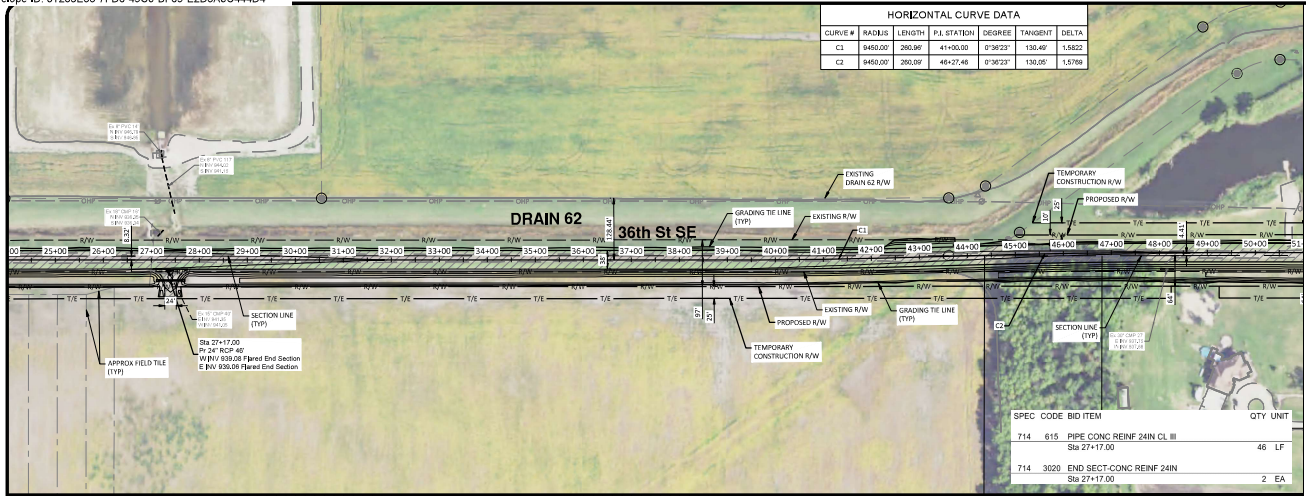 HORIZONTAL CURVE DATA
CURVE # RADIUS LENGTH P.I. STATION DEGREE TANGENT DELTA
C1 9450.00' 260.96' 41+00.00 0°36'23" 130.49' 1.5822
C2 9450.00' 260.09' 46+27.46 0°36'23" 130.05' 1.5769
EXISTING
DRAIN 62 R/W
TEMPORARY
CONSTRUCTION R/W
PROPOSED R/W
GRADING TIE LINE
(TYP)
EXISTING R/W
C1
DRAIN 62
36th St SE
128.44'
8.32'
38'
10'
25'
4.41'
OHP
R/W
T/E
25+00 26+00 27+00 28+00 29+00 30+00 31+00 32+00 33+00 34+00 35+00 36+00 37+00 38+00 39+00 40+00 41+00 42+00 43+00 44+00 45+00 46+00 47+00 48+00 49+00 50+00
24'
97'
25'
64'
SECTION LINE
(TYP)
Sta 27+17.00
Pr 24" RCP 46'
W INV 939.08 Flared End Section
E INV 939.06 Flared End Section
APPROX FIELD TILE
(TYP)
PROPOSED R/W
EXISTING R/W
GRADING TIE LINE
(TYP)
TEMPORARY
CONSTRUCTION R/W
C2
SECTION LINE
(TYP)
SPEC CODE BID ITEM QTY UNIT
714 615 PIPE CONC REINF 24IN CL III
Sta 27+17.00 46 LF
714 3020 END SECT-CONC REINF 24IN
Sta 27+17.00 2 EA